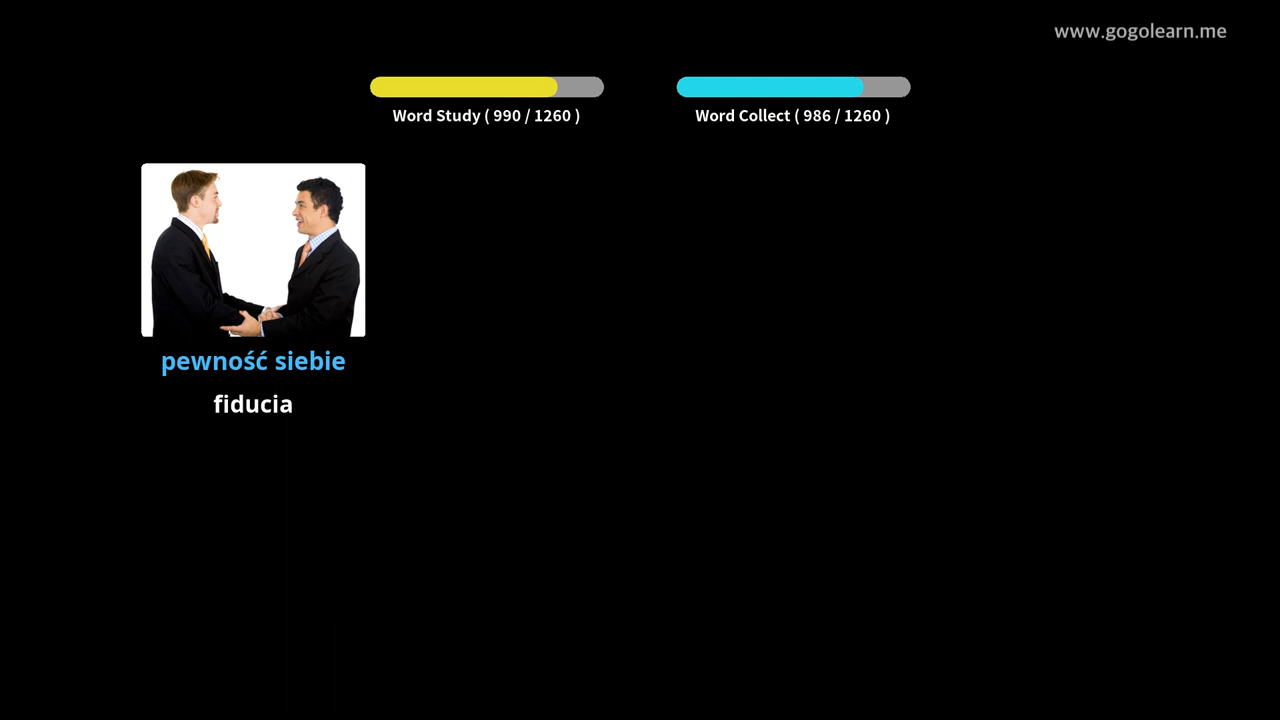 www.gogolearn.me
Word Study ( 990 / 1260 )
Word Collect ( 986 / 1260 )
pewność siebie
fiducia